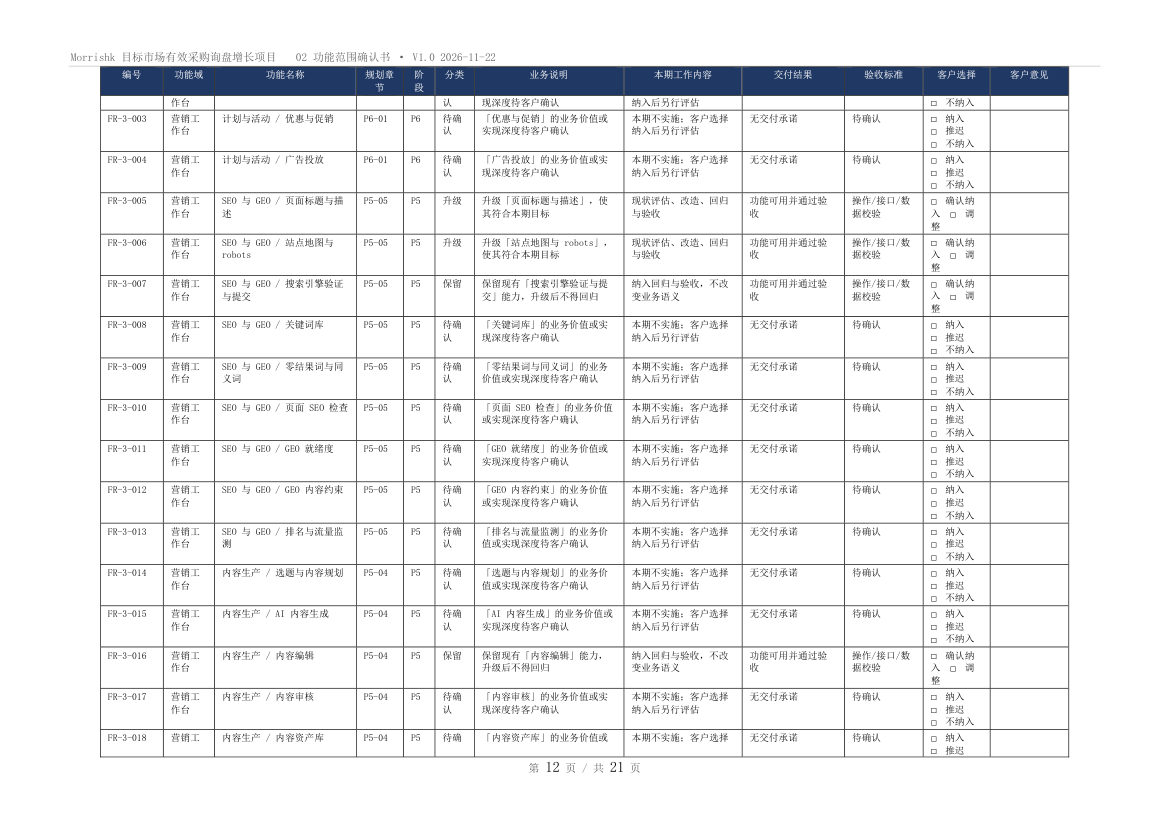 Morrishk 目标市场有效采购询盘增长项目 02 功能范围确认书 • V1.0 2026-11-22
编号 功能域 功能名称 规划章节 阶段 分类 业务说明 本期工作内容 交付结果 验收标准 客户选择 客户意见
作台 认 现深度待客户确认 纳入后另行评估 □ 不纳入
FR-3-003 营销工作台 计划与活动 / 优惠与促销 P6-01 P6 待确认 「优惠与促销」的业务价值或实现深度待客户确认 本期不实施；客户选择纳入后另行评估 无交付承诺 待确认 □ 纳入 □ 推迟 □ 不纳入
FR-3-004 营销工作台 计划与活动 / 广告投放 P6-01 P6 待确认 「广告投放」的业务价值或实现深度待客户确认 本期不实施；客户选择纳入后另行评估 无交付承诺 待确认 □ 纳入 □ 推迟 □ 不纳入
FR-3-005 营销工作台 SEO 与 GEO / 页面标题与描述 P5-05 P5 升级 升级「页面标题与描述」，使其符合本期目标 现状评估、改造、回归与验收 功能可用并通过验收 操作/接口/数据校验 □ 确认纳入 □ 调整
FR-3-006 营销工作台 SEO 与 GEO / 站点地图与 robots P5-05 P5 升级 升级「站点地图与 robots」，使其符合本期目标 现状评估、改造、回归与验收 功能可用并通过验收 操作/接口/数据校验 □ 确认纳入 □ 调整
FR-3-007 营销工作台 SEO 与 GEO / 搜索引擎验证与提交 P5-05 P5 保留 保留现有「搜索引擎验证与提交」能力，升级后不得回归 纳入回归与验收，不改变业务语义 功能可用并通过验收 操作/接口/数据校验 □ 确认纳入 □ 调整
FR-3-008 营销工作台 SEO 与 GEO / 关键词库 P5-05 P5 待确认 「关键词库」的业务价值或实现深度待客户确认 本期不实施；客户选择纳入后另行评估 无交付承诺 待确认 □ 纳入 □ 推迟 □ 不纳入
FR-3-009 营销工作台 SEO 与 GEO / 零结果词与同义词 P5-05 P5 待确认 「零结果词与同义词」的业务价值或实现深度待客户确认 本期不实施；客户选择纳入后另行评估 无交付承诺 待确认 □ 纳入 □ 推迟 □ 不纳入
FR-3-010 营销工作台 SEO 与 GEO / 页面 SEO 检查 P5-05 P5 待确认 「页面 SEO 检查」的业务价值或实现深度待客户确认 本期不实施；客户选择纳入后另行评估 无交付承诺 待确认 □ 纳入 □ 推迟 □ 不纳入
FR-3-011 营销工作台 SEO 与 GEO / GEO 就绪度 P5-05 P5 待确认 「GEO 就绪度」的业务价值或实现深度待客户确认 本期不实施；客户选择纳入后另行评估 无交付承诺 待确认 □ 纳入 □ 推迟 □ 不纳入
FR-3-012 营销工作台 SEO 与 GEO / GEO 内容约束 P5-05 P5 待确认 「GEO 内容约束」的业务价值或实现深度待客户确认 本期不实施；客户选择纳入后另行评估 无交付承诺 待确认 □ 纳入 □ 推迟 □ 不纳入
FR-3-013 营销工作台 SEO 与 GEO / 排名与流量监测 P5-05 P5 待确认 「排名与流量监测」的业务价值或实现深度待客户确认 本期不实施；客户选择纳入后另行评估 无交付承诺 待确认 □ 纳入 □ 推迟 □ 不纳入
FR-3-014 营销工作台 内容生产 / 选题与内容规划 P5-04 P5 待确认 「选题与内容规划」的业务价值或实现深度待客户确认 本期不实施；客户选择纳入后另行评估 无交付承诺 待确认 □ 纳入 □ 推迟 □ 不纳入
FR-3-015 营销工作台 内容生产 / AI 内容生成 P5-04 P5 待确认 「AI 内容生成」的业务价值或实现深度待客户确认 本期不实施；客户选择纳入后另行评估 无交付承诺 待确认 □ 纳入 □ 推迟 □ 不纳入
FR-3-016 营销工作台 内容生产 / 内容编辑 P5-04 P5 保留 保留现有「内容编辑」能力，升级后不得回归 纳入回归与验收，不改变业务语义 功能可用并通过验收 操作/接口/数据校验 □ 确认纳入 □ 调整
FR-3-017 营销工作台 内容生产 / 内容审核 P5-04 P5 待确认 「内容审核」的业务价值或实现深度待客户确认 本期不实施；客户选择纳入后另行评估 无交付承诺 待确认 □ 纳入 □ 推迟 □ 不纳入
FR-3-018 营销工 内容生产 / 内容资产库 P5-04 P5 待确 「内容资产库」的业务价值或 本期不实施；客户选择 无交付承诺 待确认 □ 纳入 □ 推迟
第 12 页 / 共 21 页